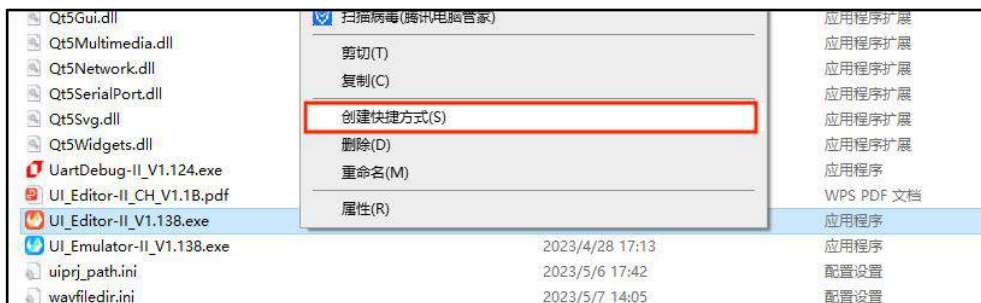 Qt5Gui.dll 扫描病毒(腾讯电脑管家) 应用程序扩展
Qt5Multimedia.dll 应用程序扩展
剪切(T)
Qt5Network.dll 应用程序扩展
复制(C)
Qt5SerialPort.dll 应用程序扩展
Qt5Svg.dll 创建快捷方式(S) 应用程序扩展
Qt5Widgets.dll 删除(D) 应用程序扩展
UartDebug-II_V1.124.exe 重命名(M) 应用程序
UI_Editor-II_CH_V1.1B.pdf WPS PDF 文档
属性(R)
UI_Editor-II_V1.138.exe 应用程序
UI_Emulator-II_V1.138.exe 2023/4/28 17:13 应用程序
uiprj_path.ini 2023/5/6 17:42 配置设置
wavfiledir.ini 2023/5/7 14:05 配置设置